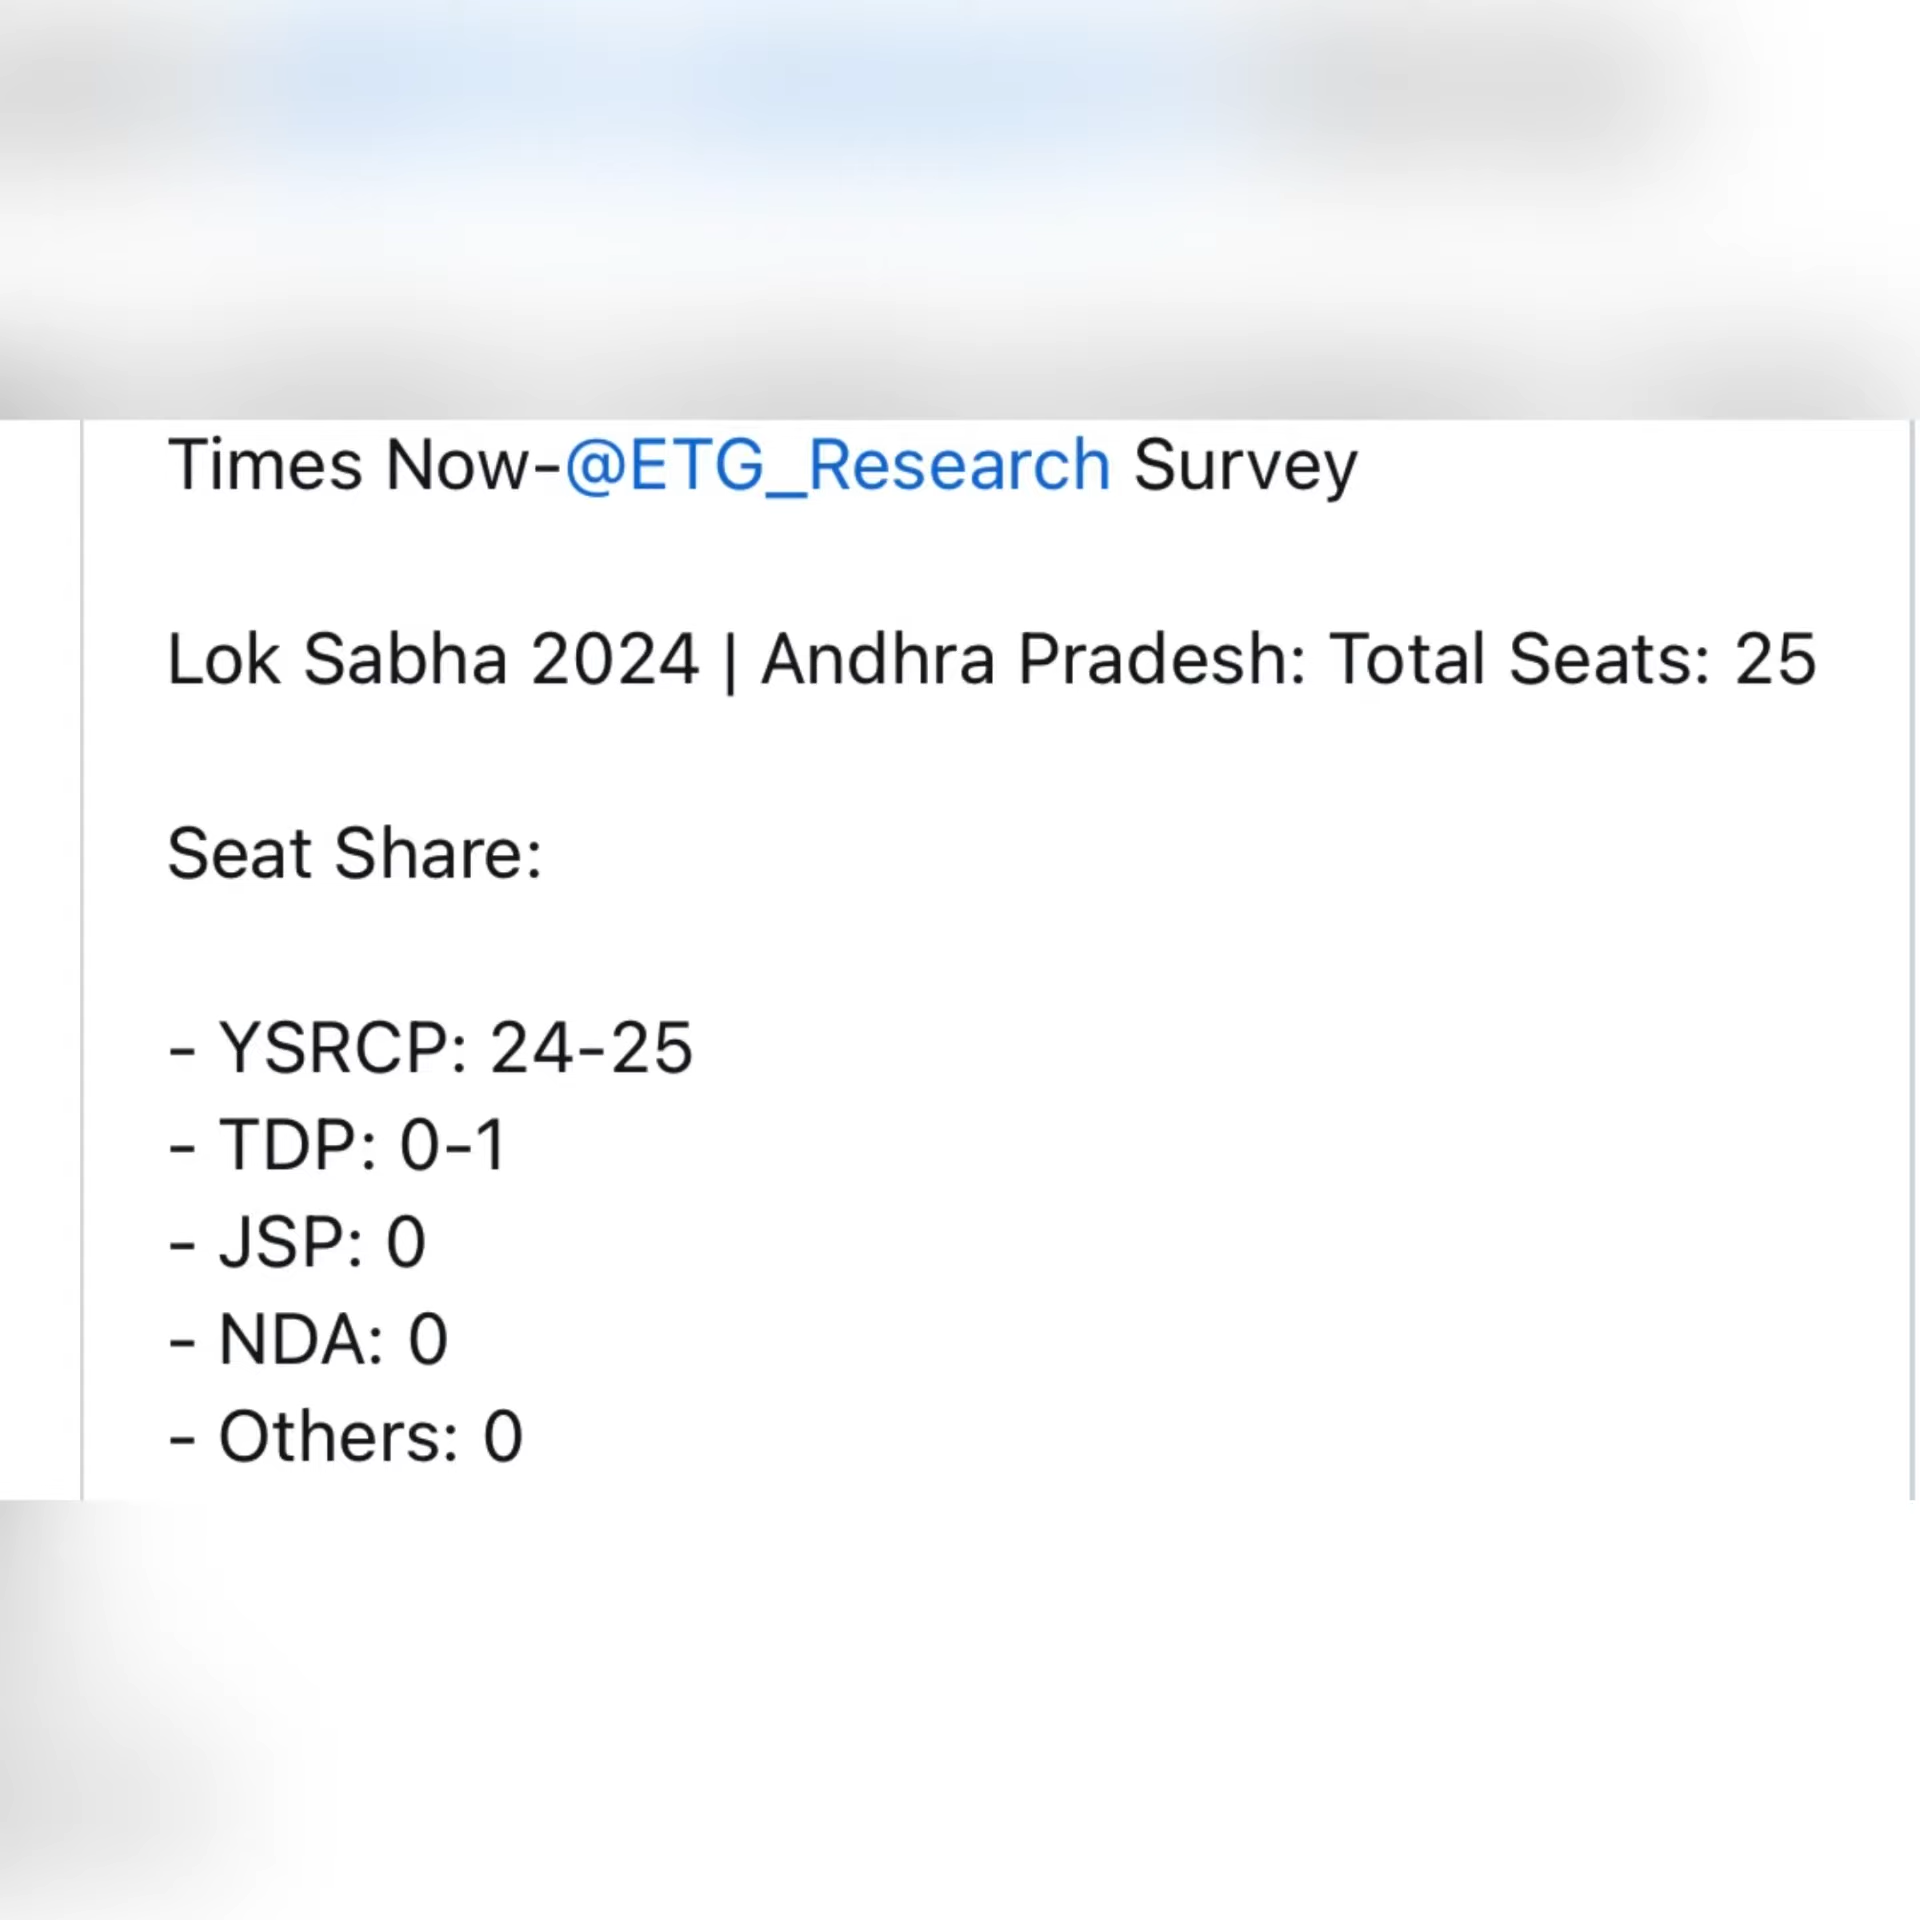 Times Now-@ETG_Research Survey
Lok Sabha 2024 | Andhra Pradesh: Total Seats: 25
Seat Share:
- YSRCP: 24-25
- TDP: 0-1
- JSP: 0
- NDA: 0
- Others: 0